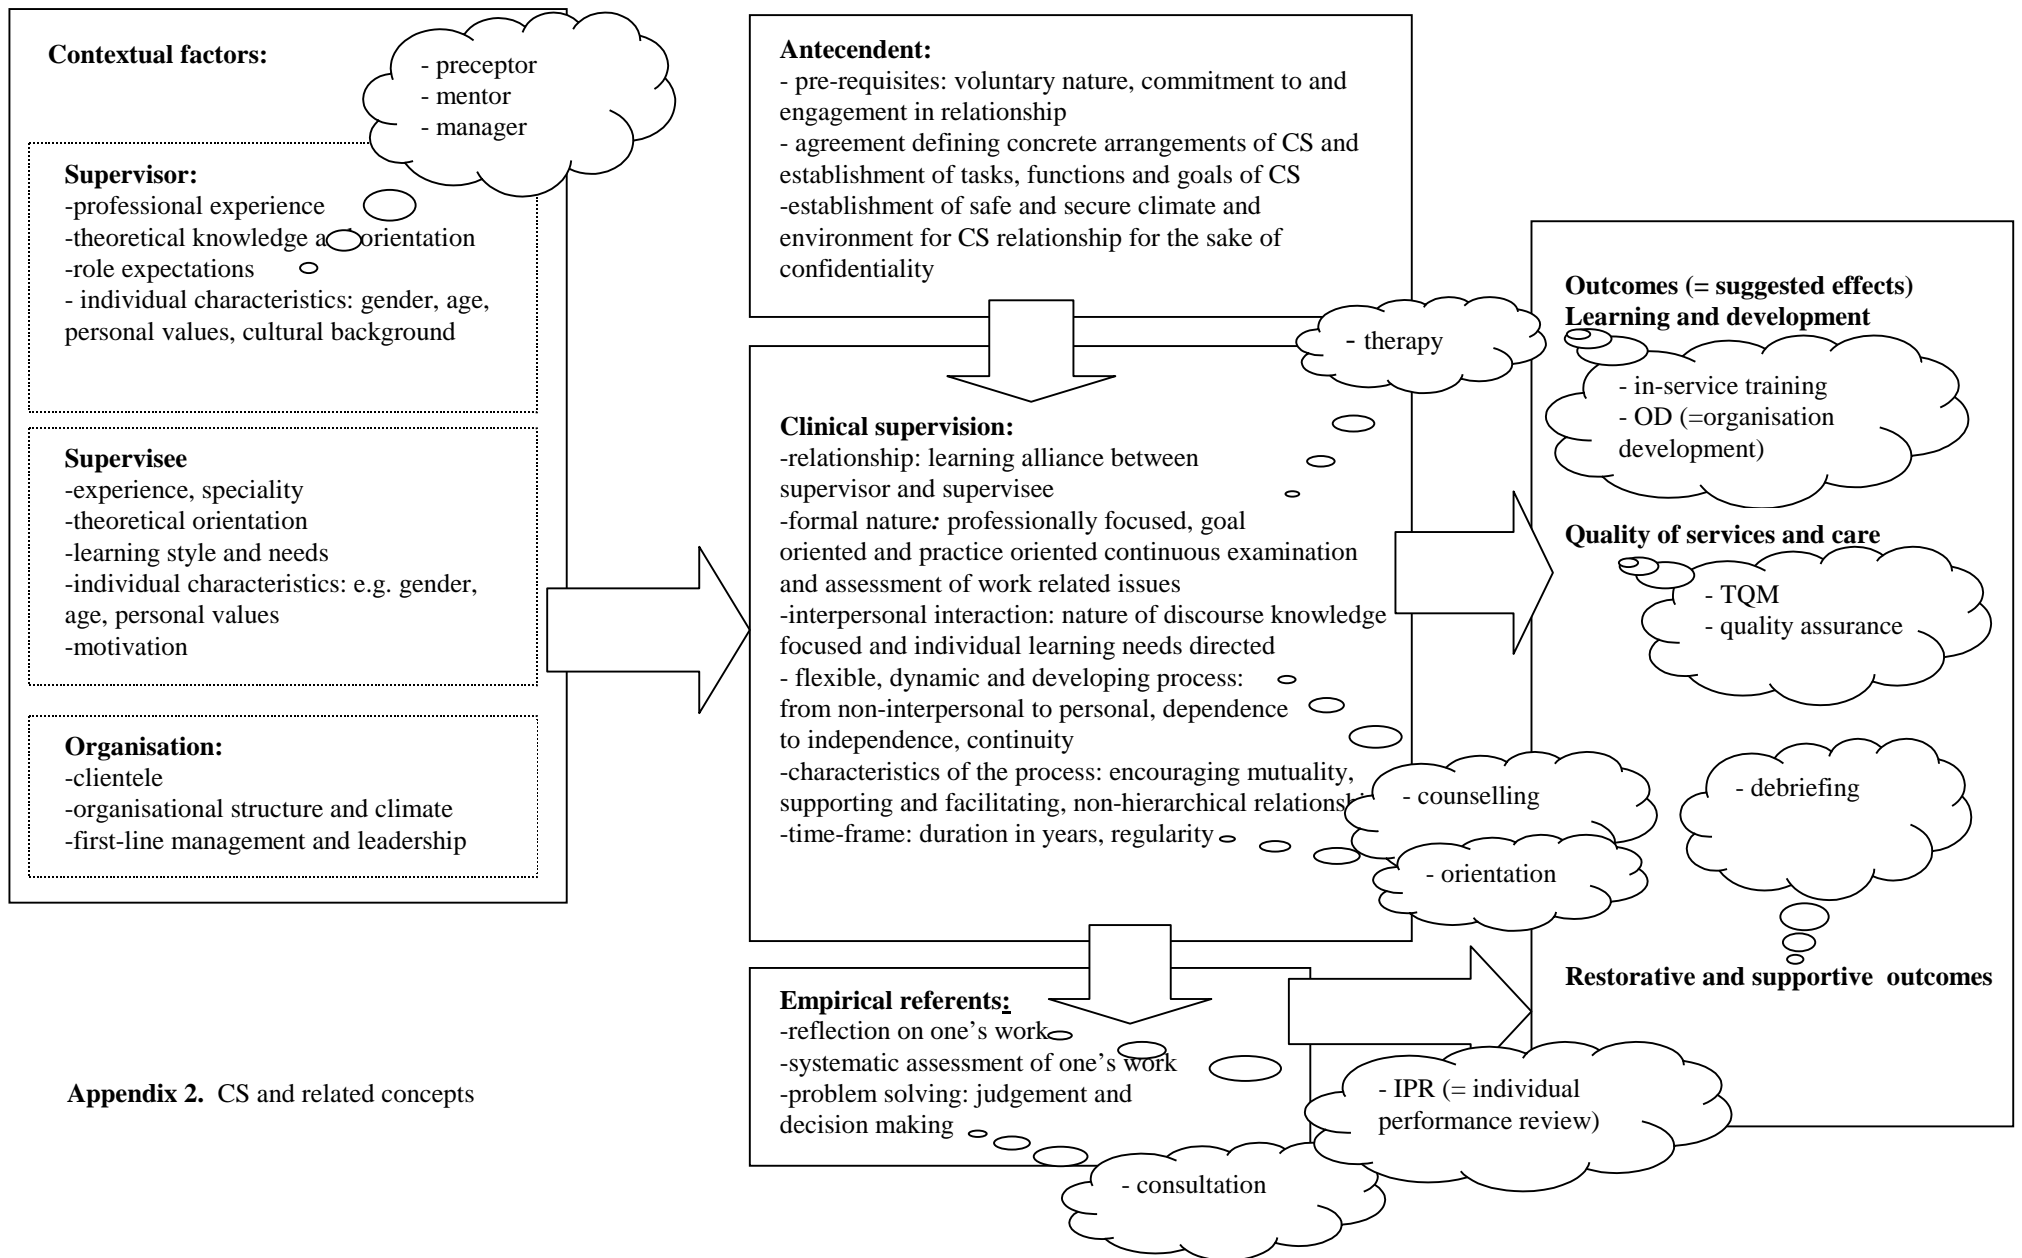 Contextual factors:
- preceptor
- mentor
- manager
Supervisor:
-professional experience
-theoretical knowledge a orientation
-role expectations
- individual characteristics: gender, age,
personal values, cultural background
Supervisee
-experience, speciality
-theoretical orientation
-learning style and needs
-individual characteristics: e.g. gender,
age, personal values
-motivation
Organisation:
-clientele
-organisational structure and climate
-first-line management and leadership
Antecendent:
- pre-requisites: voluntary nature, commitment to and
engagement in relationship
- agreement defining concrete arrangements of CS and
establishment of tasks, functions and goals of CS
-establishment of safe and secure climate and
environment for CS relationship for the sake of
confidentiality
- therapy
Clinical supervision:
-relationship: learning alliance between
supervisor and supervisee
-formal nature: professionally focused, goal
oriented and practice oriented continuous examination
and assessment of work related issues
-interpersonal interaction: nature of discourse knowledge
focused and individual learning needs directed
- flexible, dynamic and developing process:
from non-interpersonal to personal, dependence
to independence, continuity
-characteristics of the process: encouraging mutuality,
supporting and facilitating, non-hierarchical relationsh
-time-frame: duration in years, regularity
- counselling
- orientation
Empirical referents:
-reflection on one’s work
-systematic assessment of one’s work
-problem solving: judgement and
decision making
- consultation
- IPR (= individual
performance review)
Outcomes (= suggested effects)
Learning and development
- in-service training
- OD (=organisation
development)
Quality of services and care
- TQM
- quality assurance
- debriefing
Restorative and supportive outcomes
Appendix 2. CS and related concepts